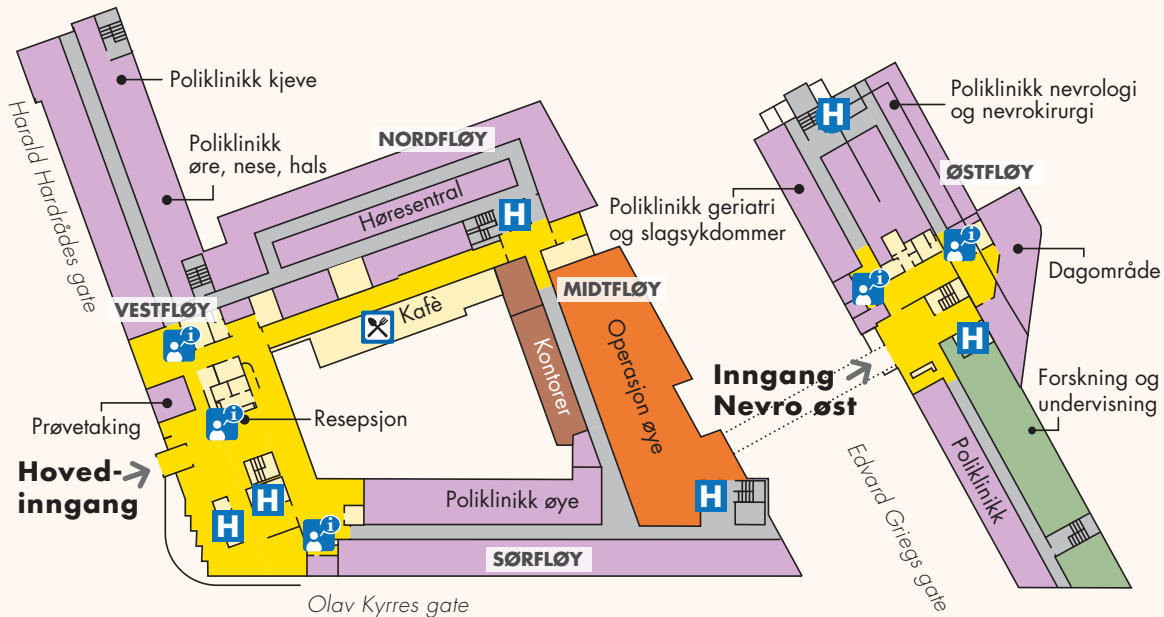 Poliklinikk kjeve
Poliklinikk
øre, nese, hals
Harald Hardrådes gate
NORDFLØY
Høresentral
H
VESTFLØY
i
Kafè
MIDTFLØY
Kontorer
Operasjon øye
Prøvetaking
i
Resepsjon
Hoved-
inngang
H
H
i
Poliklinikk øye
H
SØRFLØY
Olav Kyrres gate
H
Poliklinikk nevrologi
og nevrokirurgi
ØSTFLØY
Poliklinikk geriatri
og slagsykdommer
i
i
Dagområde
H
Inngang
Nevro øst
Forskning og
undervisning
Poliklinikk
Edvard Griegs gate